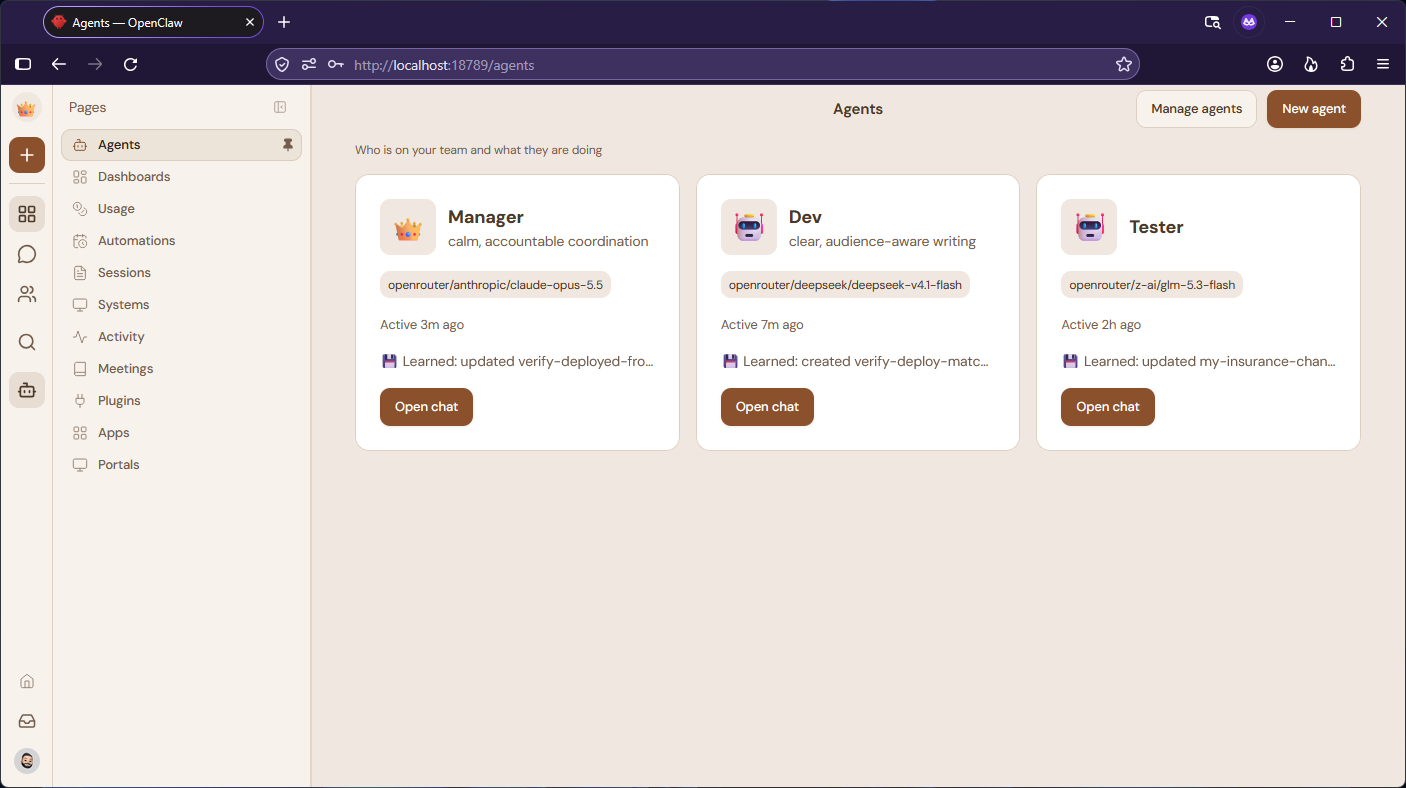 Agents — OpenClaw
http://localhost:18789/agents
Pages
Agents
Dashboards
Usage
Automations
Sessions
Systems
Activity
Meetings
Plugins
Apps
Portals
Agents
Manage agents
New agent
Who is on your team and what they are doing
Manager
calm, accountable coordination
openrouter/anthropic/claude-opus-5.5
Active 3m ago
💾 Learned: updated verify-deployed-fro...
Open chat
Dev
clear, audience-aware writing
openrouter/deepseek/deepseek-v4.1-flash
Active 7m ago
💾 Learned: created verify-deploy-matc...
Open chat
Tester
openrouter/z-ai/glm-5.3-flash
Active 2h ago
💾 Learned: updated my-insurance-chan...
Open chat